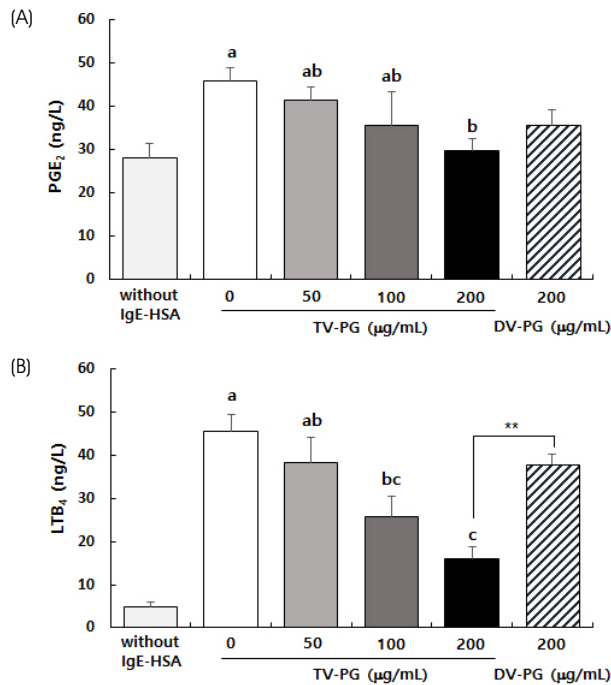 (A)
60
50
40
30
20
10
0
PGE₂ (ng/L)
a
ab
ab
b
without
IgE-HSA
0 50 100 200 200
TV-PG (μg/mL) DV-PG (μg/mL)
(B)
60
50
40
30
20
10
0
LTB₄ (ng/L)
a
ab
bc
c
**
without
IgE-HSA
0 50 100 200 200
TV-PG (μg/mL) DV-PG (μg/mL)